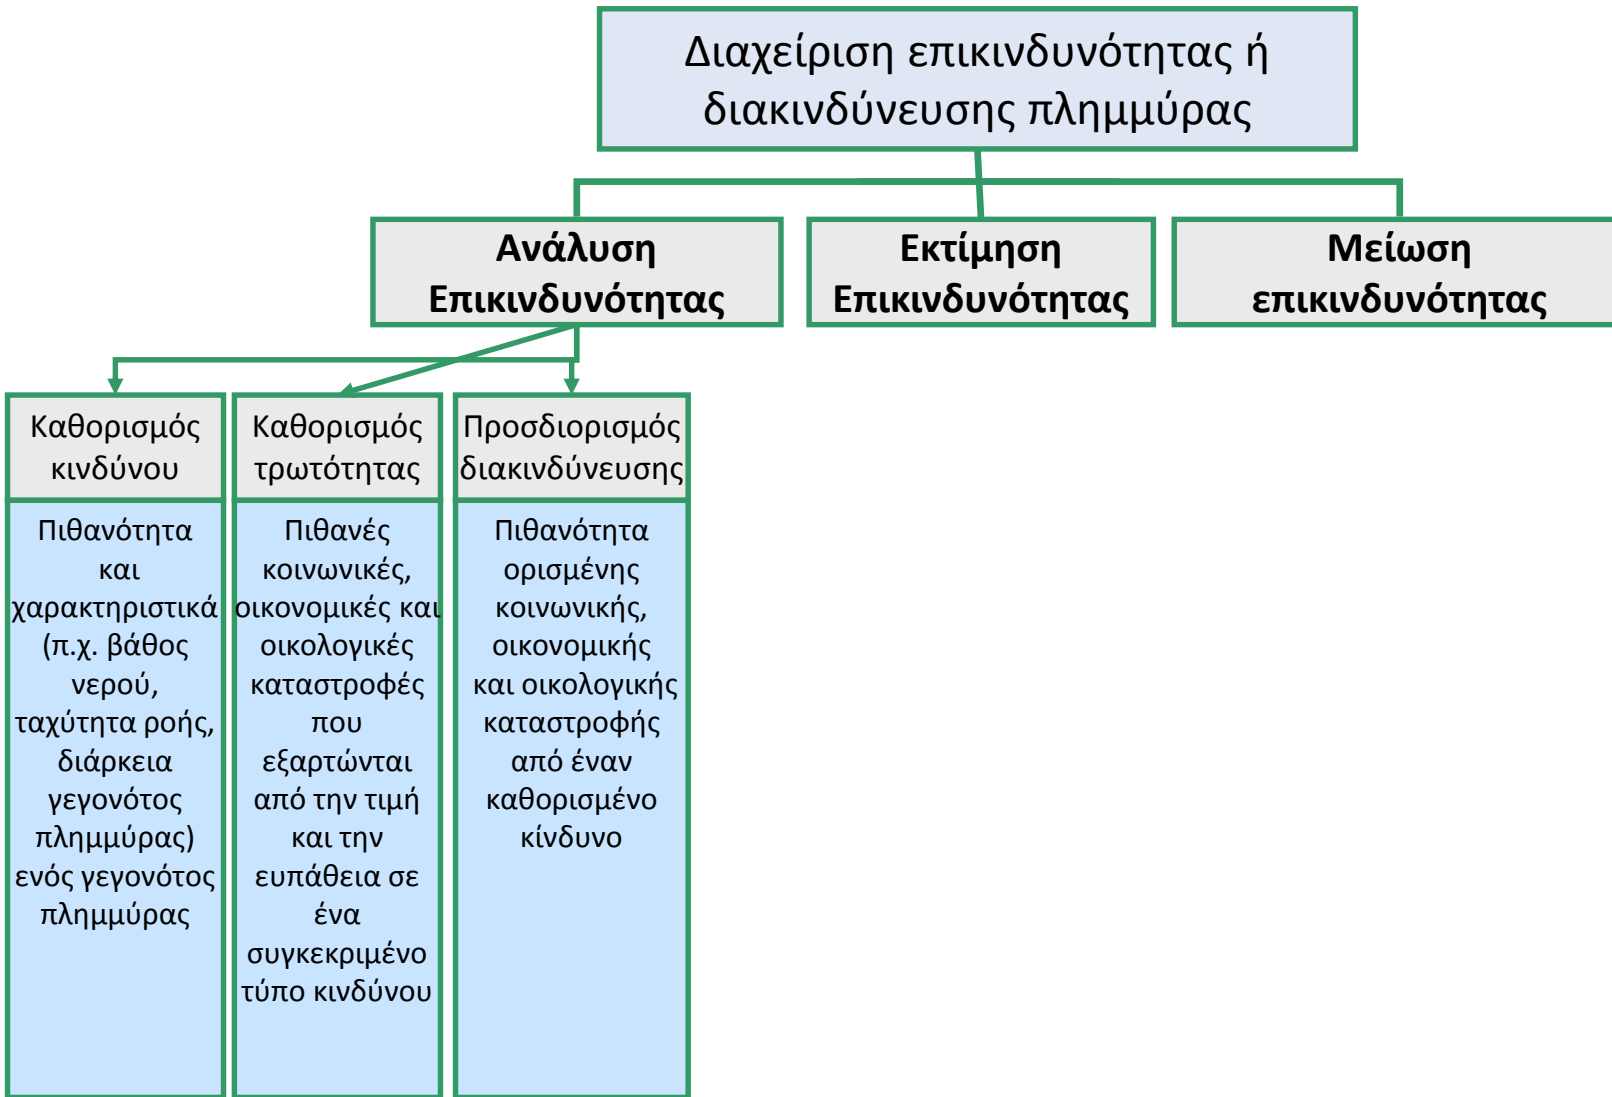 Διαχείριση επικινδυνότητας ή
διακινδύνευσης πλημμύρας
Ανάλυση
Επικινδυνότητας
Εκτίμηση
Επικινδυνότητας
Μείωση
επικινδυνότητας
Καθορισμός
κινδύνου
Καθορισμός
τρωτότητας
Προσδιορισμός
διακινδύνευσης
Πιθανότητα
και
χαρακτηριστικά
(π.χ. βάθος
νερού,
ταχύτητα ροής,
διάρκεια
γεγονότος
πλημμύρας)
ενός γεγονότος
πλημμύρας
Πιθανές
κοινωνικές,
οικονομικές και
οικολογικές
καταστροφές
που
εξαρτώνται
από την τιμή
και την
ευπάθεια σε
ένα
συγκεκριμένο
τύπο κινδύνου
Πιθανότητα
ορισμένης
κοινωνικής,
οικονομικής
και οικολογικής
καταστροφής
από έναν
καθορισμένο
κίνδυνο